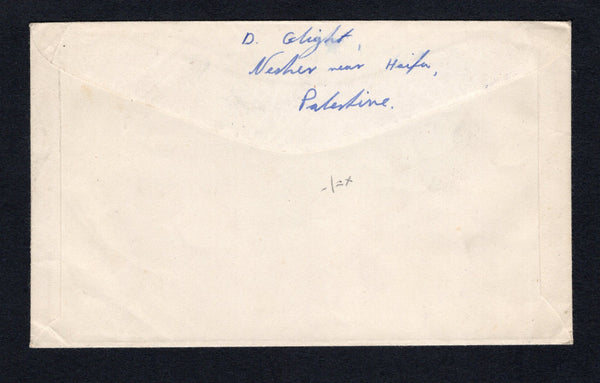 D. Glight,
Nesher near Haifa,
Palestine.